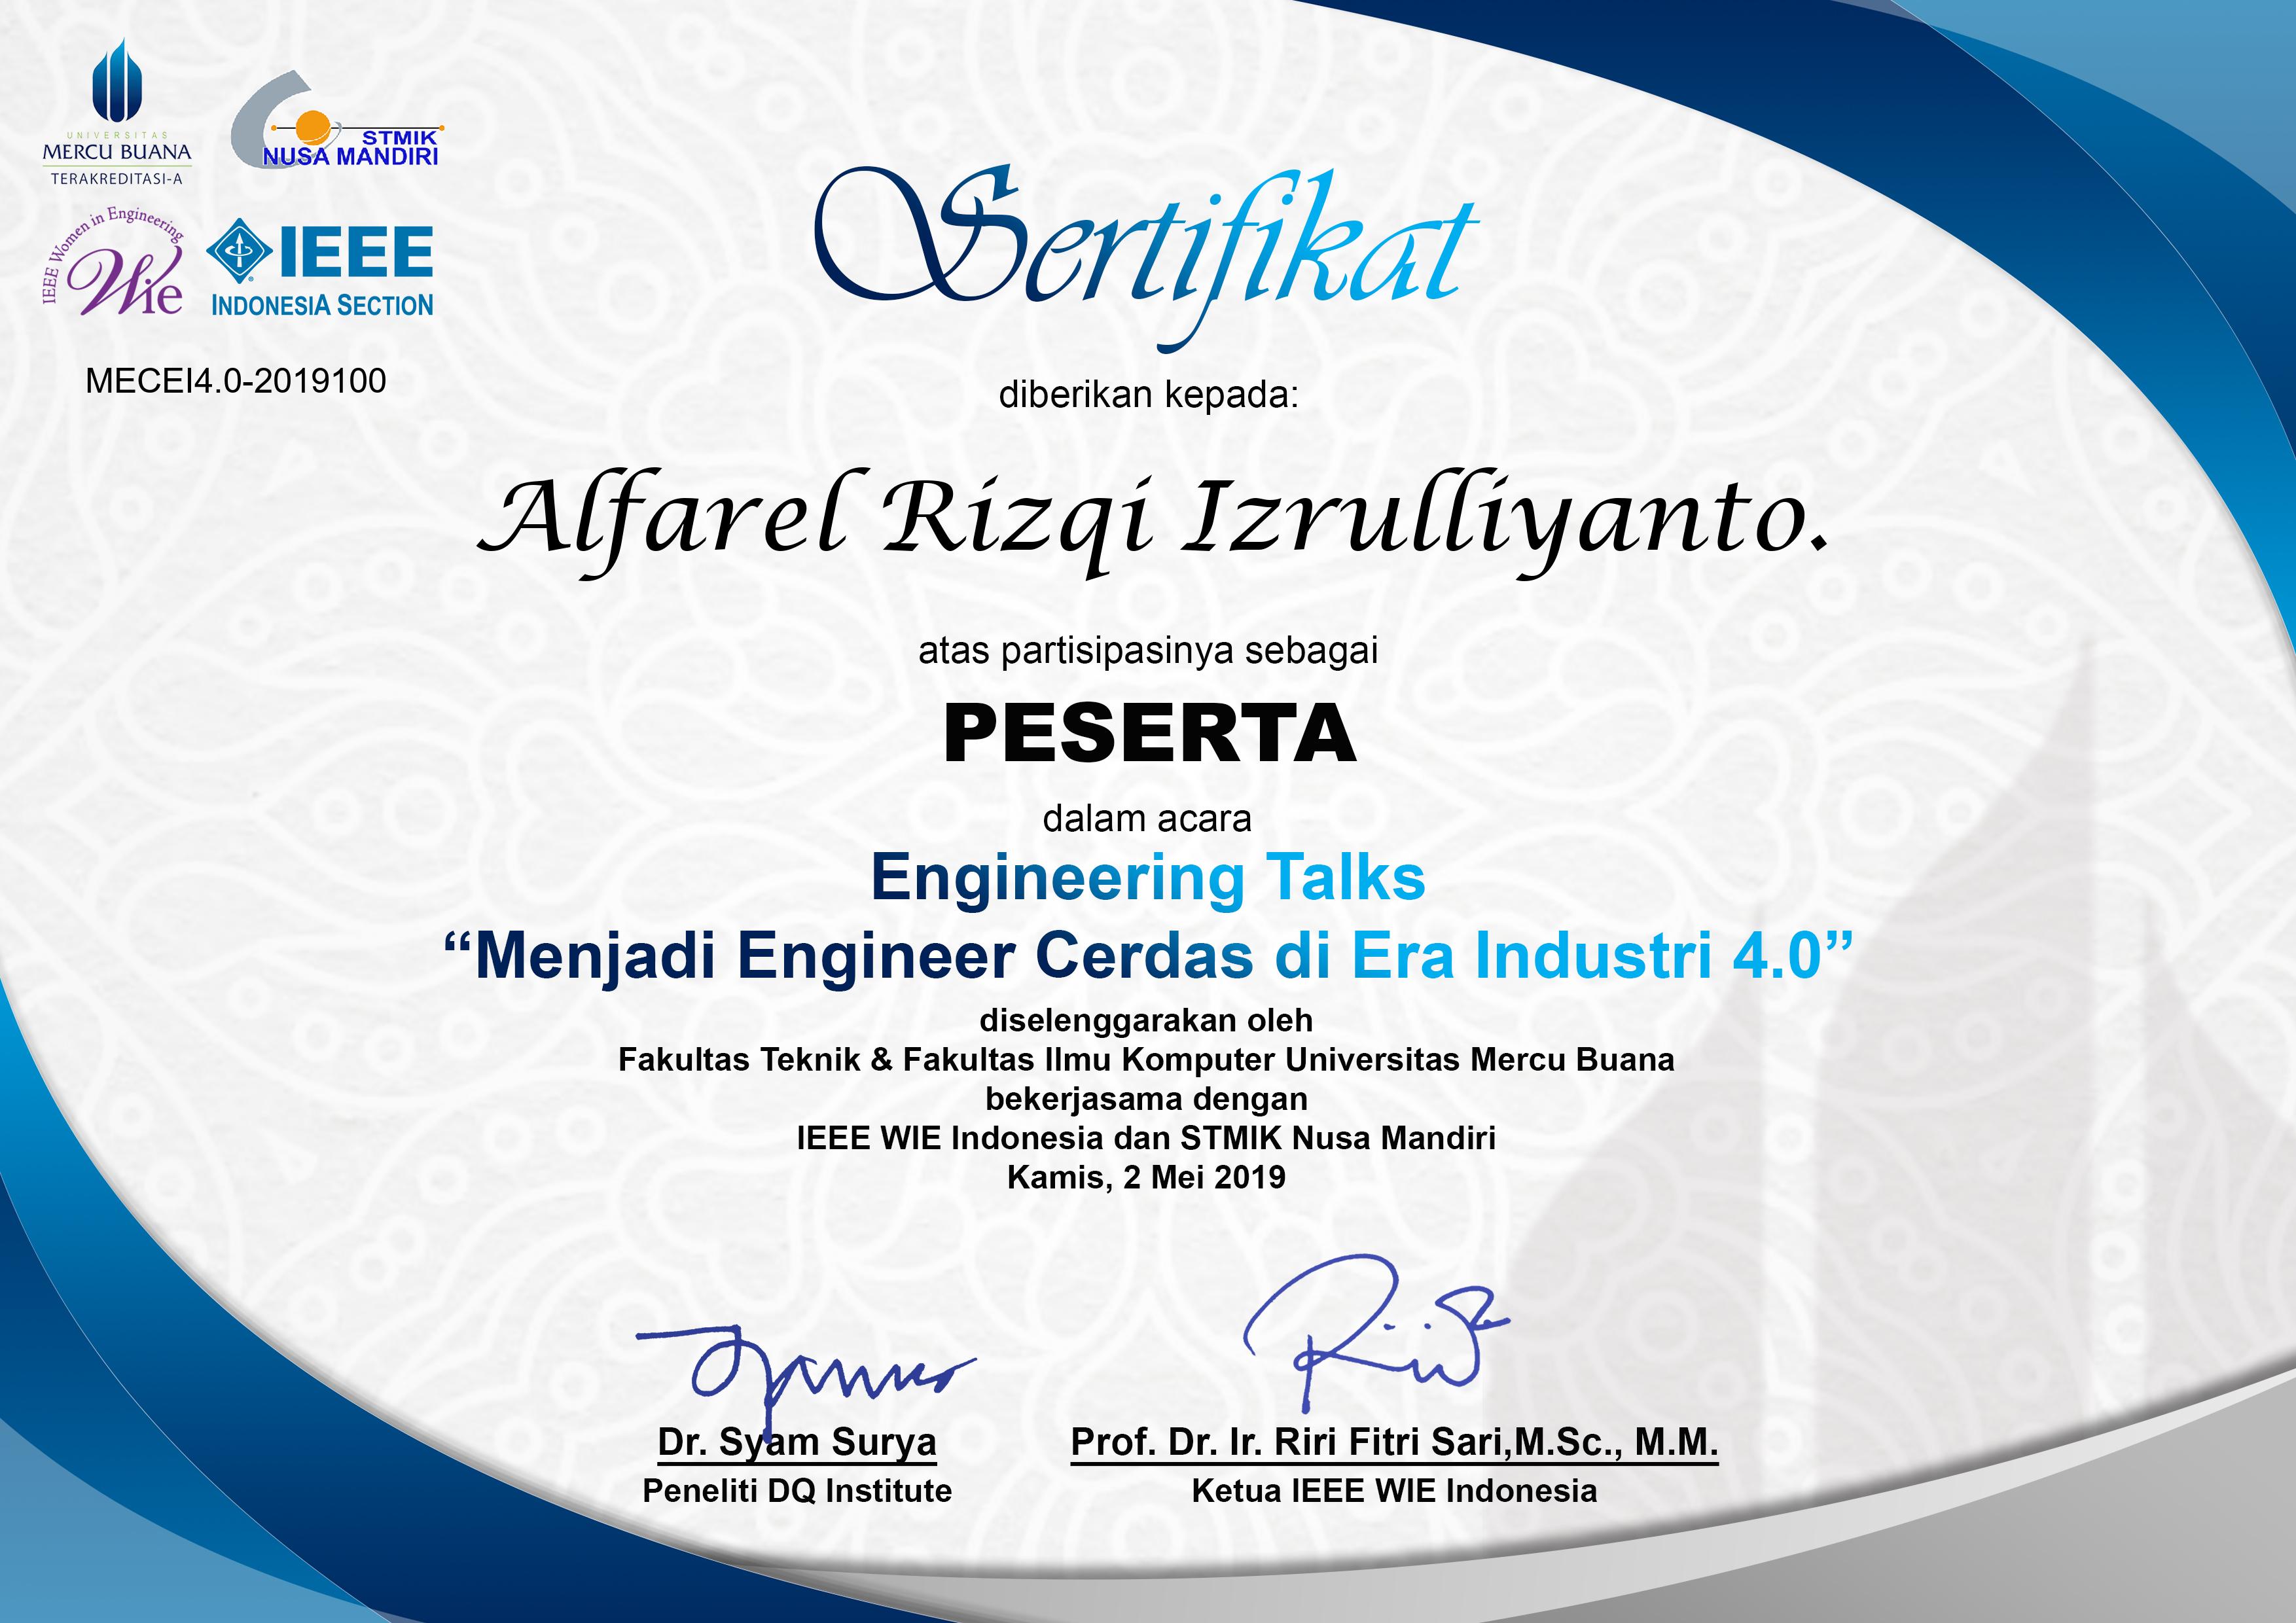 UNIVERSITAS
MERCU BUANA
TERAKREDITASI-A
STMIK
NUSA MANDIRI
IEEE Women in Engineering
Wie
IEEE
INDONESIA SECTION
MECEI4.0-2019100
Sertifikat
diberikan kepada:
Alfarel Rizqi Izrulliyanto.
atas partisipasinya sebagai
PESERTA
dalam acara
Engineering Talks
“Menjadi Engineer Cerdas di Era Industri 4.0”
diselenggarakan oleh
Fakultas Teknik & Fakultas Ilmu Komputer Universitas Mercu Buana
bekerjasama dengan
IEEE WIE Indonesia dan STMIK Nusa Mandiri
Kamis, 2 Mei 2019
Dr. Syam Surya
Peneliti DQ Institute
Prof. Dr. Ir. Riri Fitri Sari,M.Sc., M.M.
Ketua IEEE WIE Indonesia